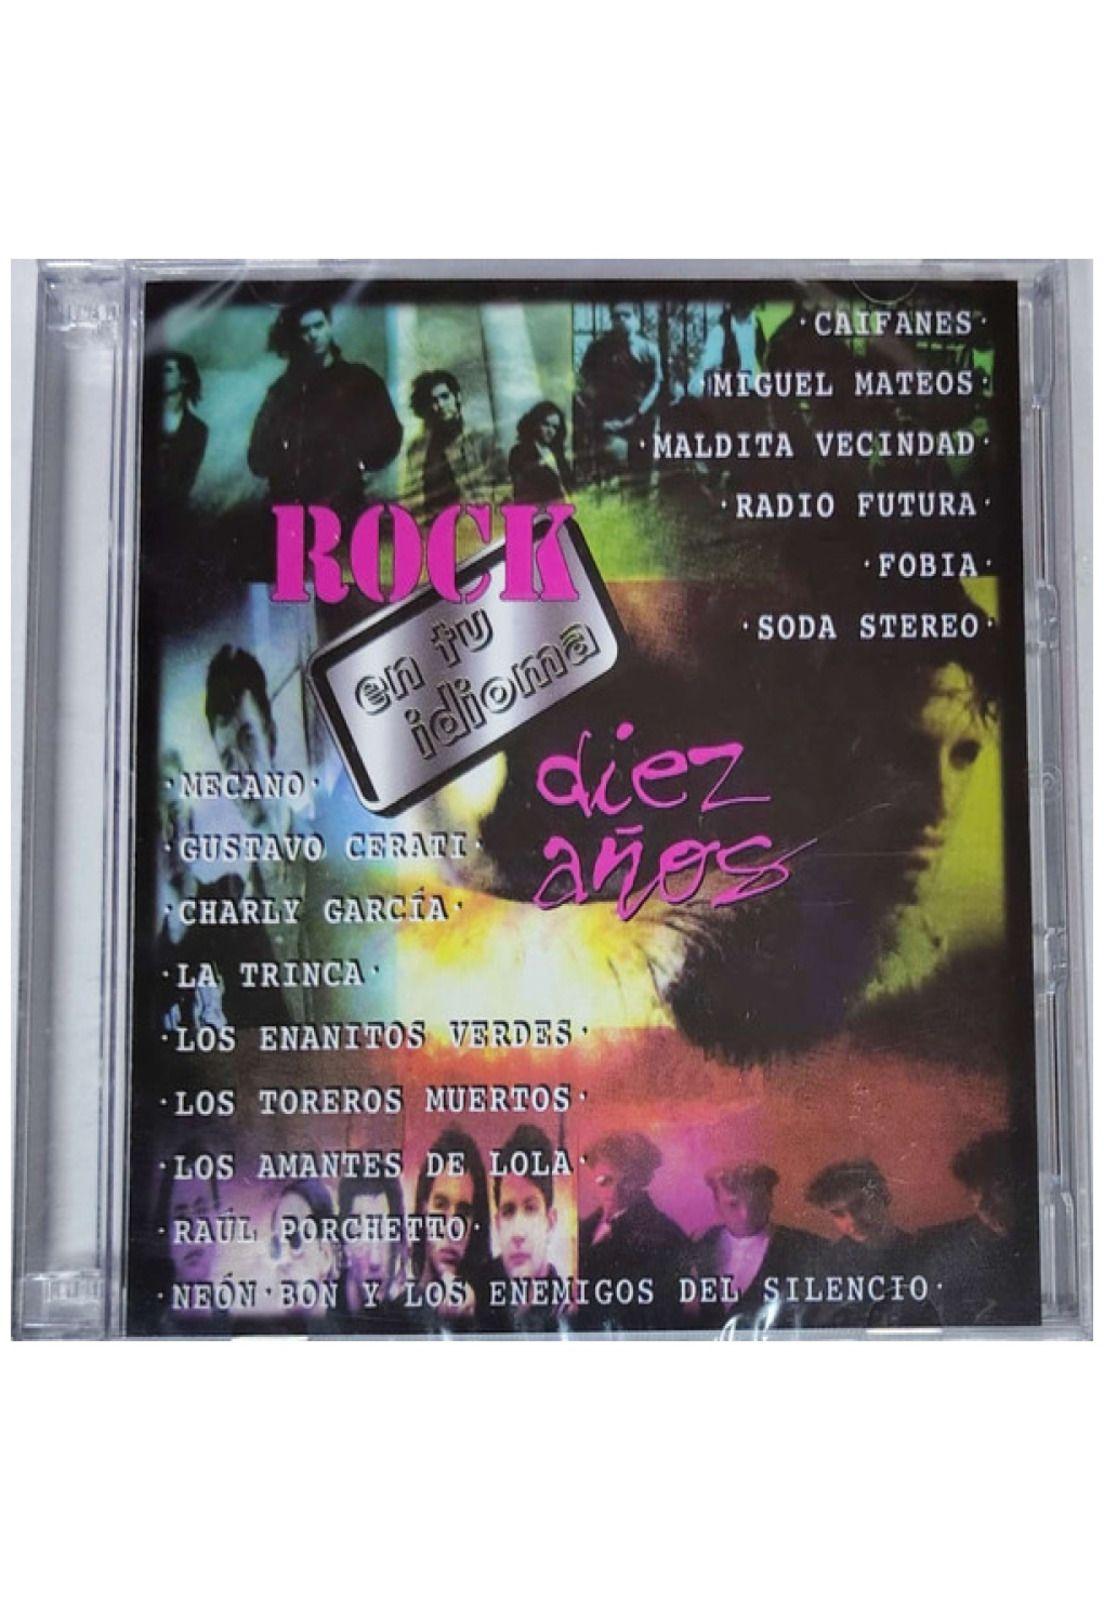 ·CAIFANES·
·MIGUEL MATEOS·
·MALDITA VECINDAD·
·RADIO FUTURA·
·FOBIA·
·SODA STEREO·
ROCK
en tu
idioma
diez
años
·MECANO·
·GUSTAVO CERATI·
·CHARLY GARCÍA·
·LA TRINCA·
·LOS ENANITOS VERDES·
·LOS TOREROS MUERTOS·
·LOS AMANTES DE LOLA·
·RAÚL PORCHETTO·
·NEÓN·BON Y LOS ENEMIGOS DEL SILENCIO·